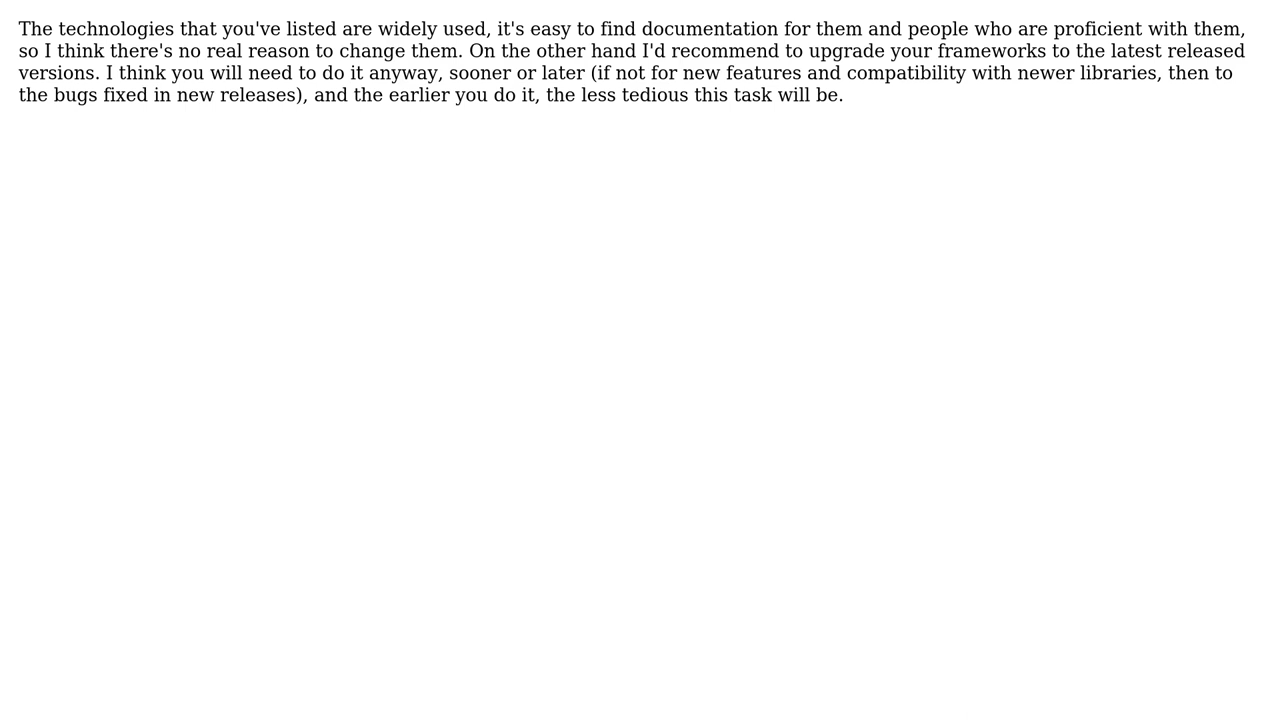 The technologies that you've listed are widely used, it's easy to find documentation for them and people who are proficient with them,
so I think there's no real reason to change them. On the other hand I'd recommend to upgrade your frameworks to the latest released
versions. I think you will need to do it anyway, sooner or later (if not for new features and compatibility with newer libraries, then to
the bugs fixed in new releases), and the earlier you do it, the less tedious this task will be.